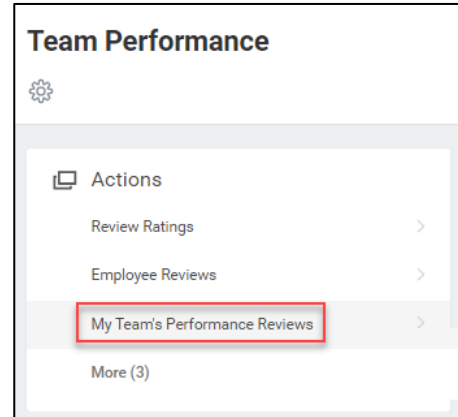 Team Performance
Actions
Review Ratings
Employee Reviews
My Team's Performance Reviews
More (3)